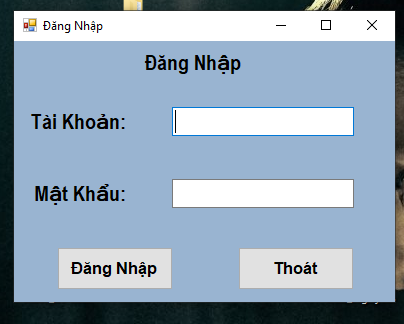 Đăng Nhập
Đăng Nhập
Tài Khoản:
Mật Khẩu:
Đăng Nhập
Thoát